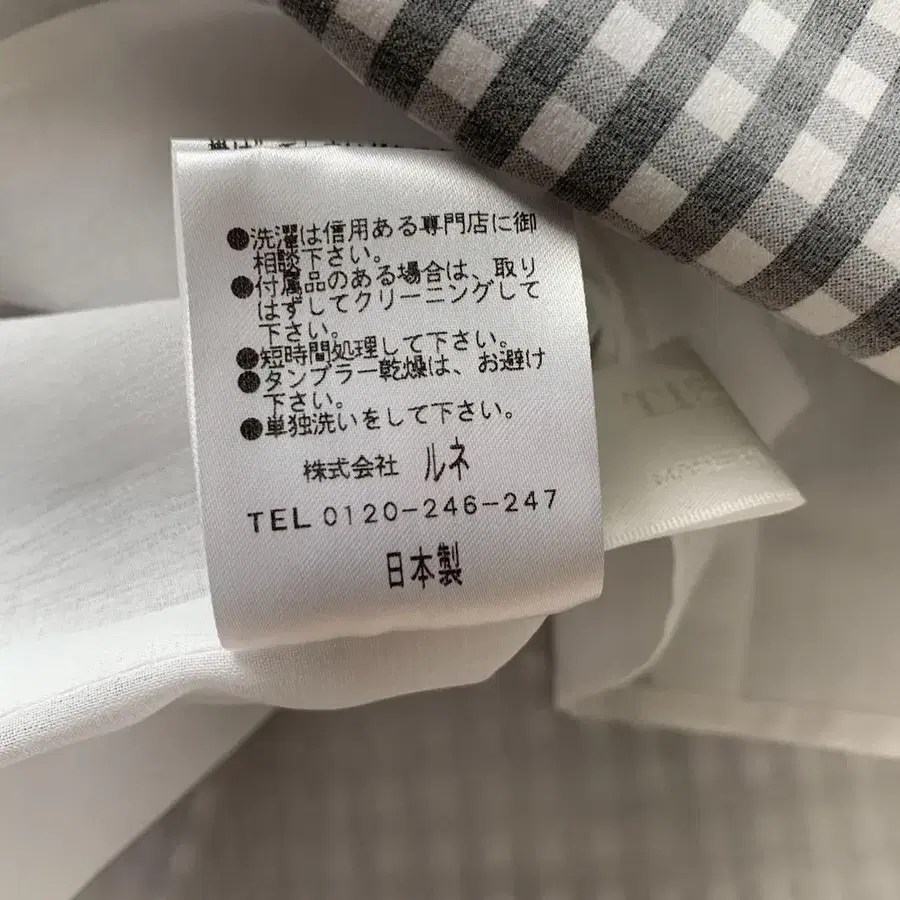 ●洗濯は信用ある専門店に御
相談下さい。
●付属品のある場合は、取り
はずしてクリーニングして
下さい。
●短時間処理して下さい。
●タンブラー乾燥は、お避け
下さい。
●単独洗いをして下さい。
株式会社 ルネ
TEL 0120-246-247
日本製